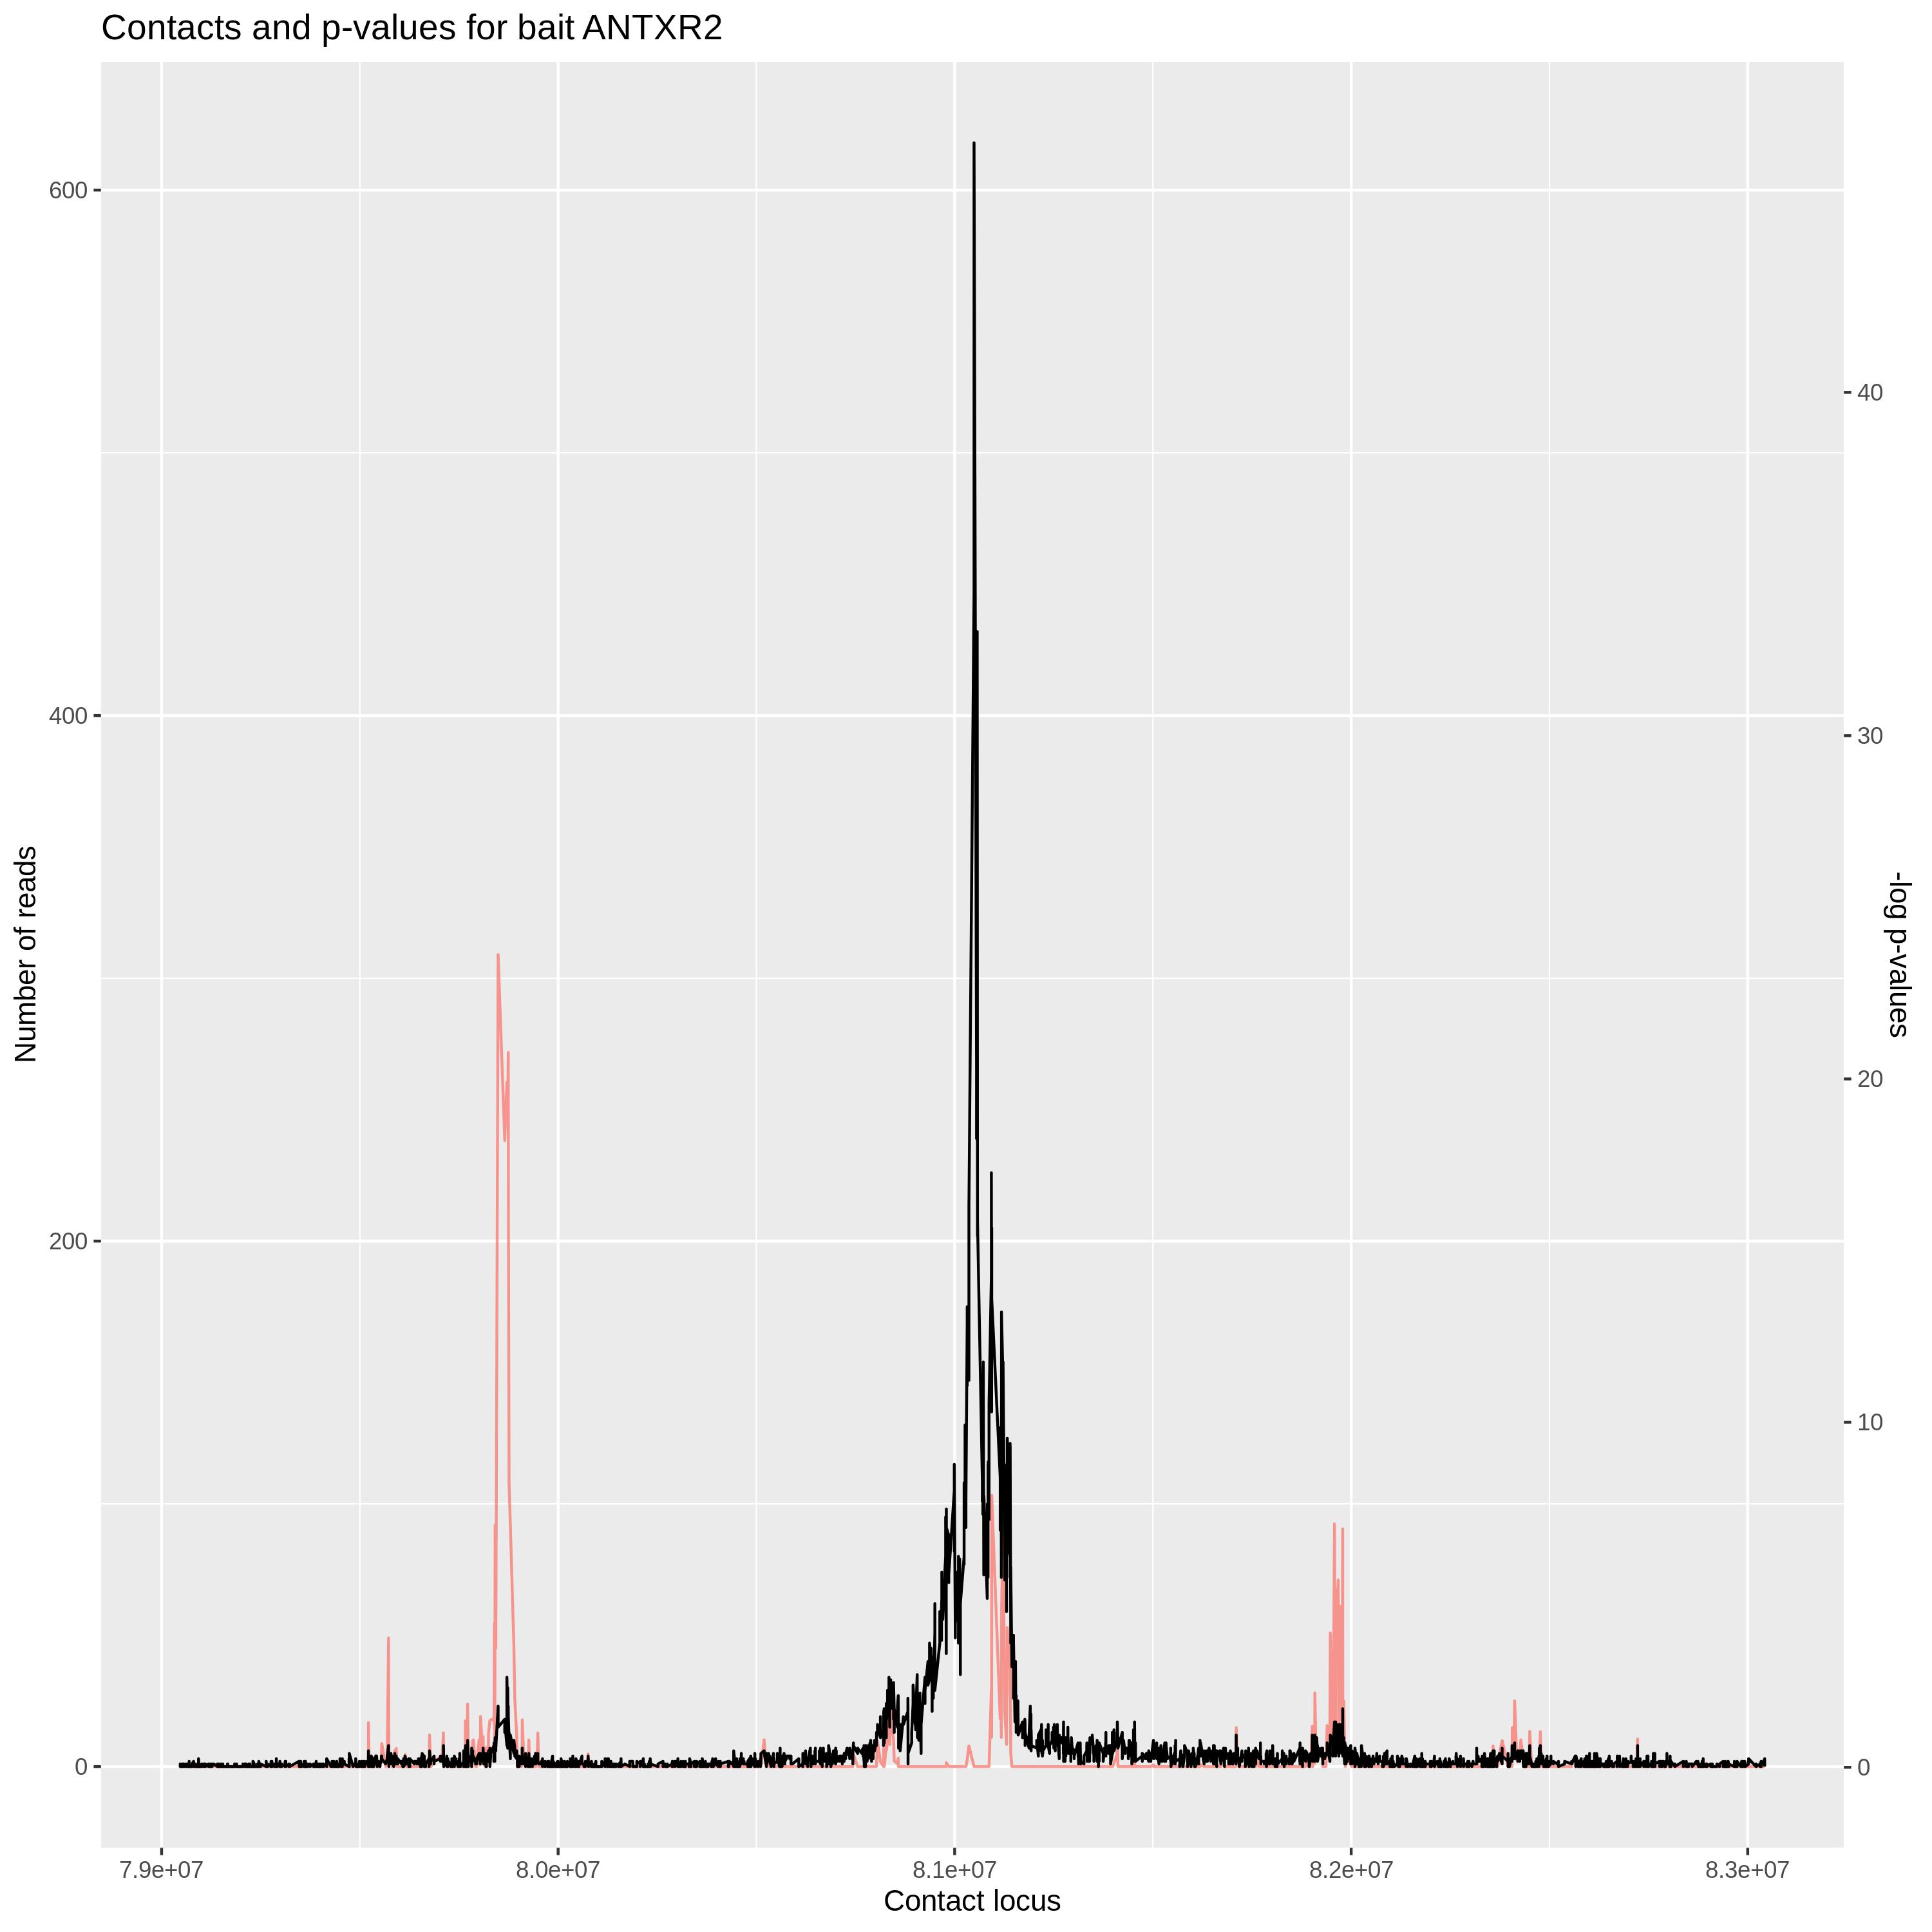 Contacts and p-values for bait ANTXR2
600
400
200
0
Number of reads
40
30
20
10
0
-log p-values
7.9e+07 8.0e+07 8.1e+07 8.2e+07 8.3e+07
Contact locus